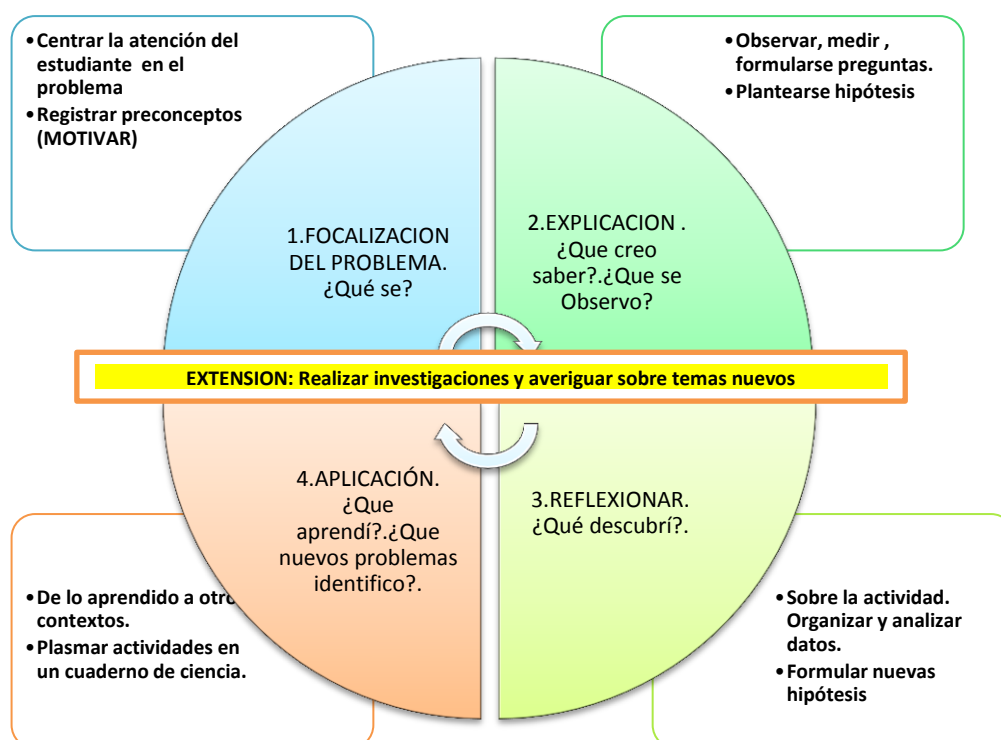 •Centrar la atención del
estudiante en el
problema
•Registrar preconceptos
(MOTIVAR)
•Observar, medir ,
formularse preguntas.
•Plantearse hipótesis
1.FOCALIZACION
DEL PROBLEMA.
¿Qué se?
2.EXPLICACION .
¿Que creo
saber?.¿Que se
Observo?
EXTENSION: Realizar investigaciones y averiguar sobre temas nuevos
4.APLICACIÓN.
¿Que
aprendí?.¿Que
nuevos problemas
identifico?.
3.REFLEXIONAR.
¿Qué descubrí?.
•De lo aprendido a otro
contextos.
•Plasmar actividades en
un cuaderno de ciencia.
•Sobre la actividad.
Organizar y analizar
datos.
•Formular nuevas
hipótesis